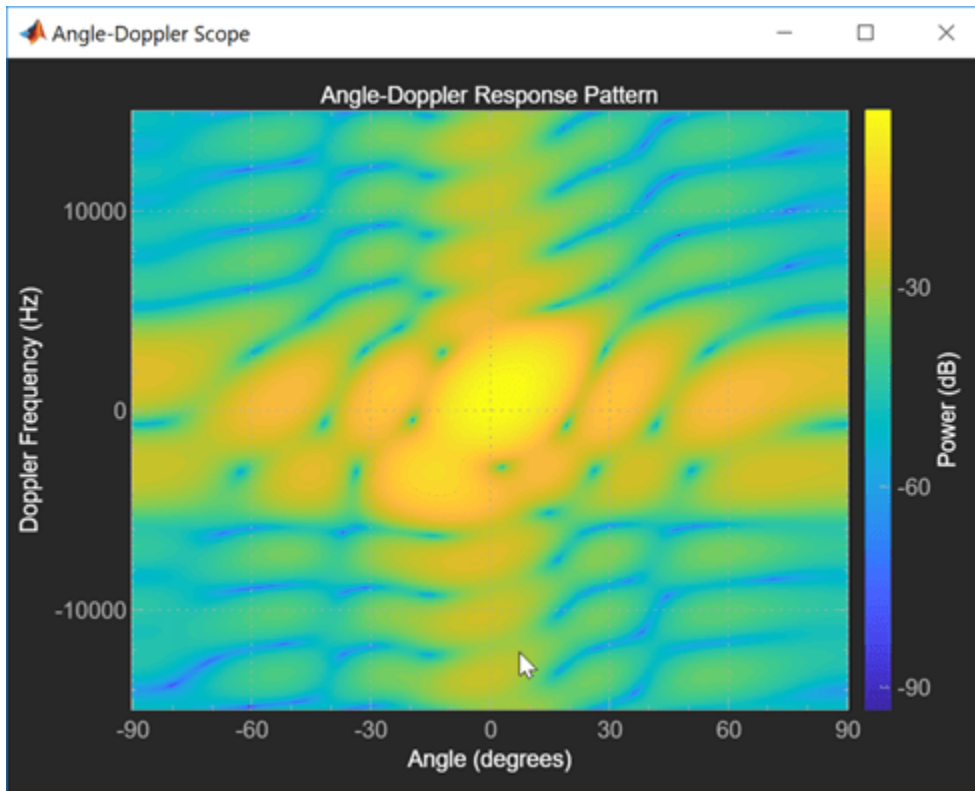 Angle-Doppler Scope
Angle-Doppler Response Pattern
10000
0
-10000
Doppler Frequency (Hz)
-90
-60
-30
0
30
60
90
Angle (degrees)
-30
-60
-90
Power (dB)